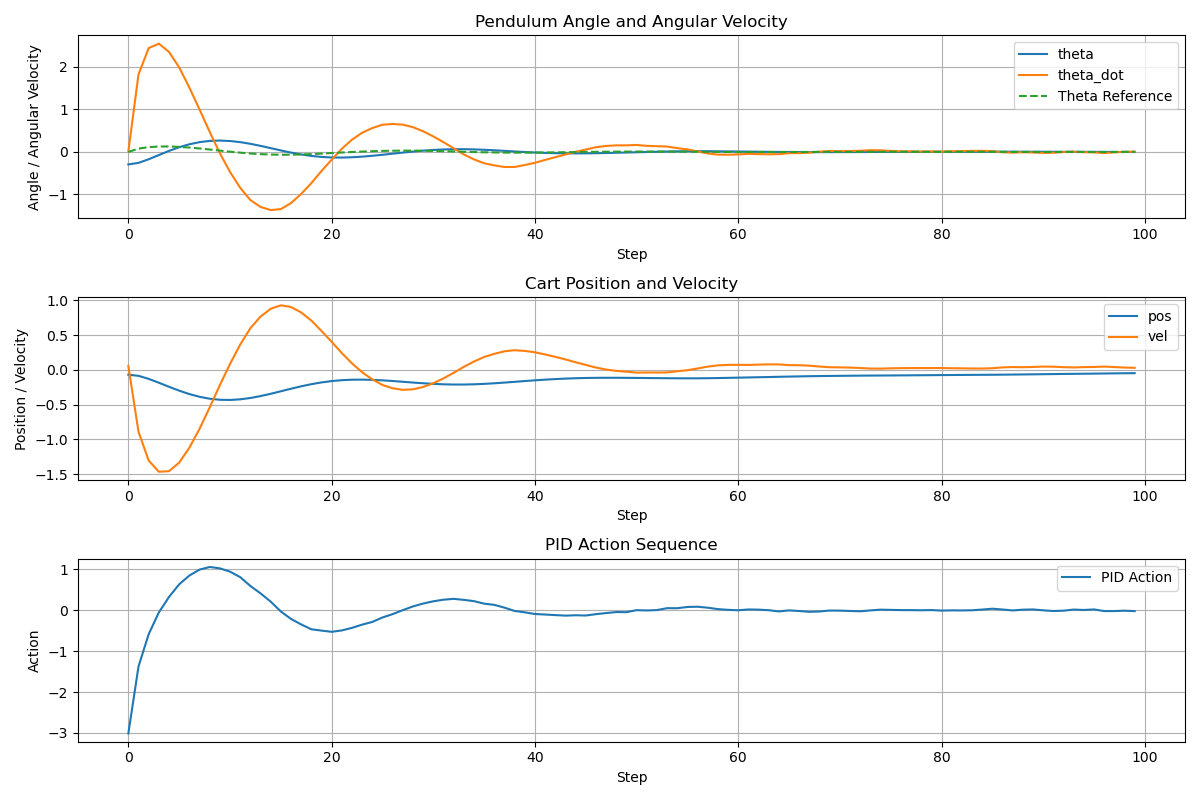 Pendulum Angle and Angular Velocity
Angle / Angular Velocity
2
1
0
−1
theta
theta_dot
Theta Reference
0 20 40 60 80 100
Step
Cart Position and Velocity
Position / Velocity
1.0
0.5
0.0
−0.5
−1.0
−1.5
pos
vel
0 20 40 60 80 100
Step
PID Action Sequence
Action
1
0
−1
−2
−3
PID Action
0 20 40 60 80 100
Step